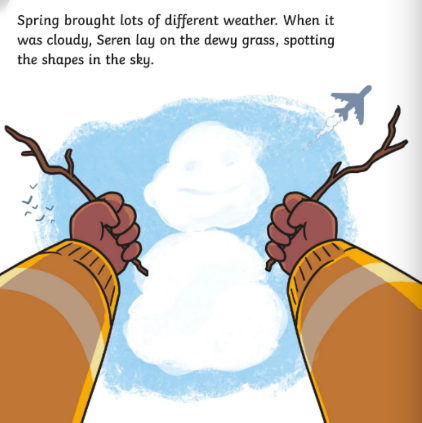 Spring brought lots of different weather. When it
was cloudy, Seren lay on the dewy grass, spotting
the shapes in the sky.